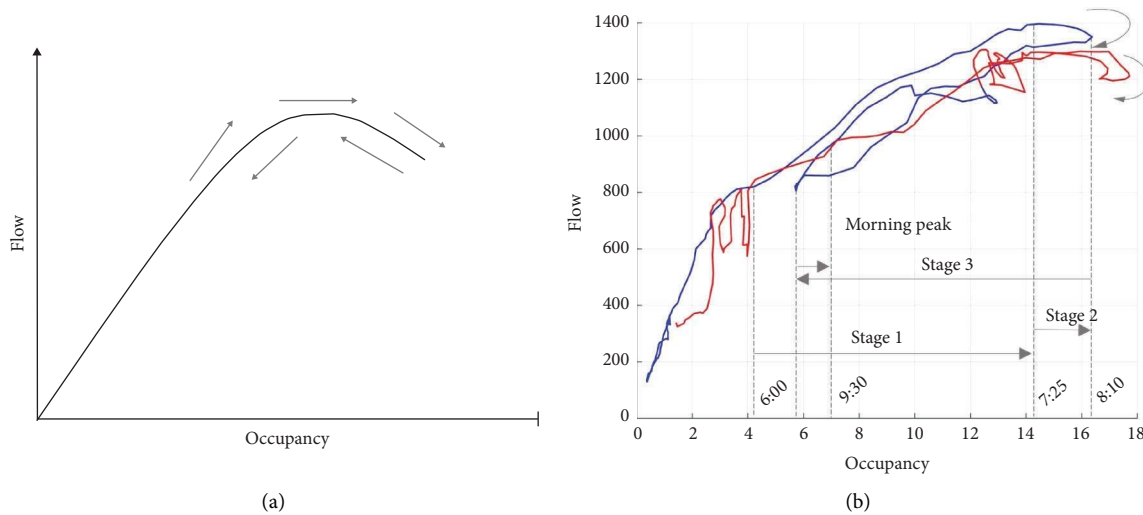 Flow
Occupancy
(a)
Flow
1400
1200
1000
800
600
400
200
0
Morning peak
Stage 3
Stage 2
Stage 1
6:00
9:30
7:25
8:10
0 2 4 6 8 10 12 14 16 18
Occupancy
(b)